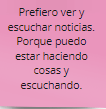 Prefiero ver y
escuchar noticias.
Porque puedo
estar haciendo
cosas y
escuchando.